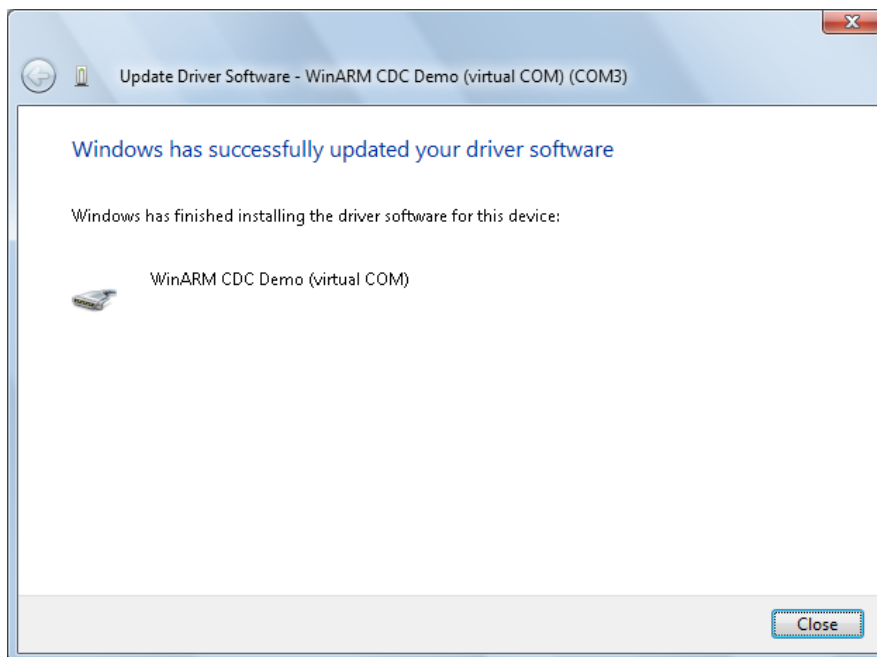 Update Driver Software - WinARM CDC Demo (virtual COM) (COM3)
Windows has successfully updated your driver software
Windows has finished installing the driver software for this device:
WinARM CDC Demo (virtual COM)
Close